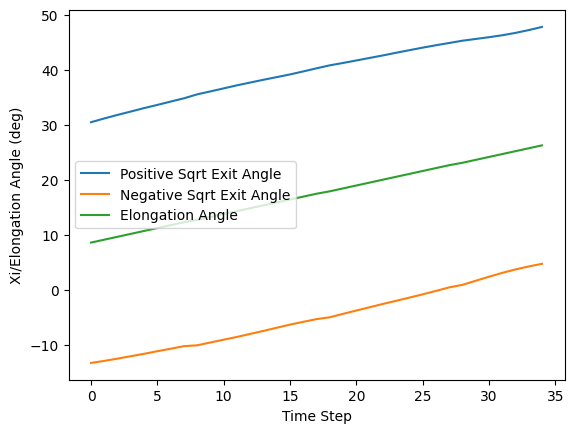 50
40
30
20
10
0
−10
Xi/Elongation Angle (deg)
Positive Sqrt Exit Angle
Negative Sqrt Exit Angle
Elongation Angle
0 5 10 15 20 25 30 35
Time Step